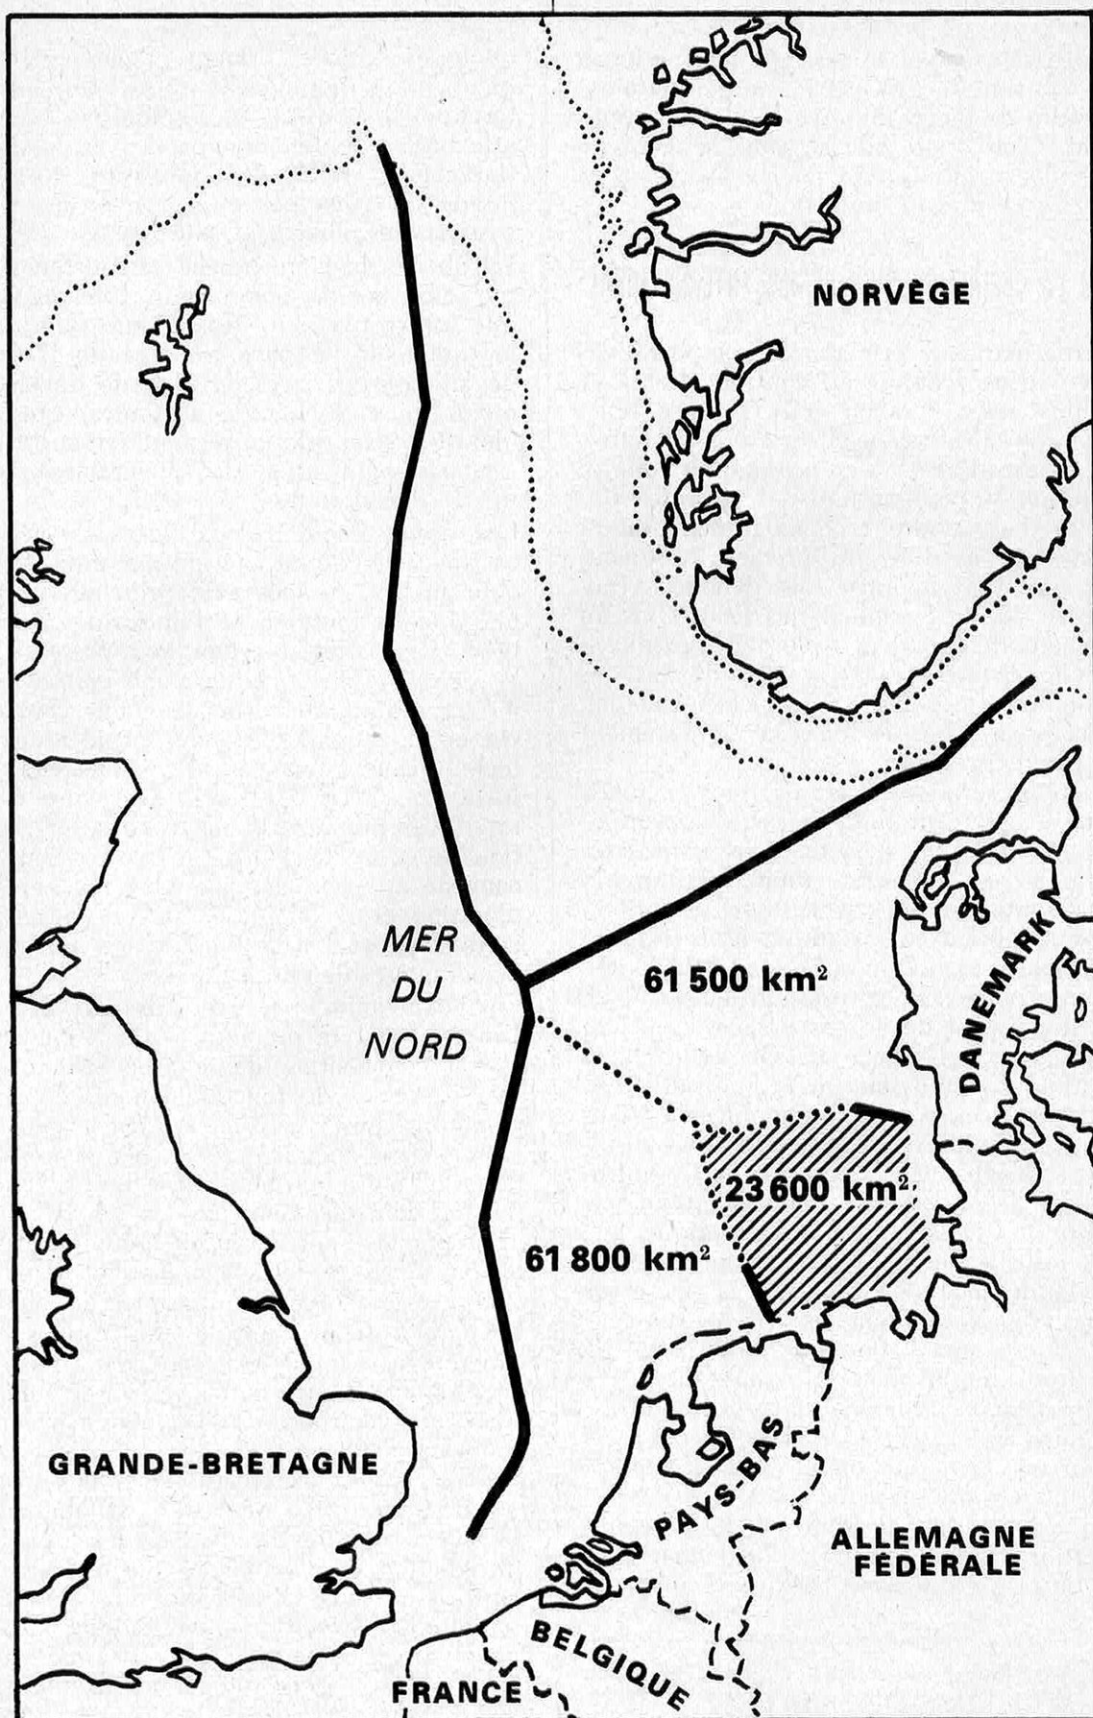 NORVÈGE
MER
DU
NORD
61 500 km²
DANEMARK
23 600 km²
61 800 km²
GRANDE-BRETAGNE
PAYS-BAS
ALLEMAGNE
FÉDÉRALE
BELGIQUE
FRANCE